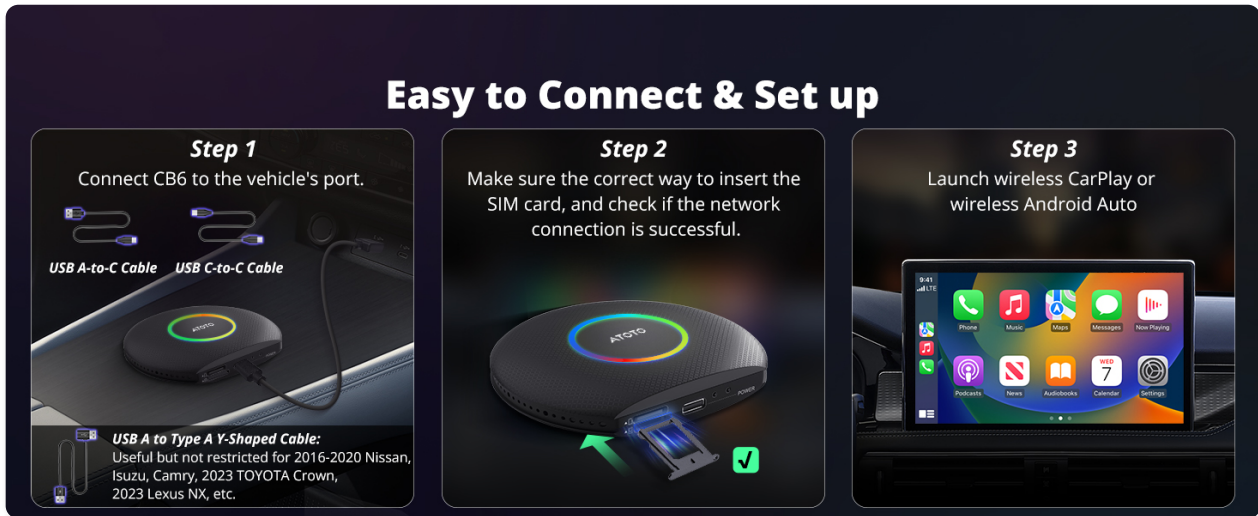 Easy to Connect & Set up
Step 1
Connect CB6 to the vehicle's port.
USB A-to-C Cable
USB C-to-C Cable
ATOTO
USB A to Type A Y-Shaped Cable:
Useful but not restricted for 2016-2020 Nissan,
Isuzu, Camry, 2023 TOYOTA Crown,
2023 Lexus NX, etc.
Step 2
Make sure the correct way to insert the
SIM card, and check if the network
connection is successful.
ATOTO
POWER
Step 3
Launch wireless CarPlay or
wireless Android Auto
9:41
LTE
Phone
Music
Maps
Messages
Now Playing
Podcasts
News
Audiobooks
WED
7
Calendar
Settings